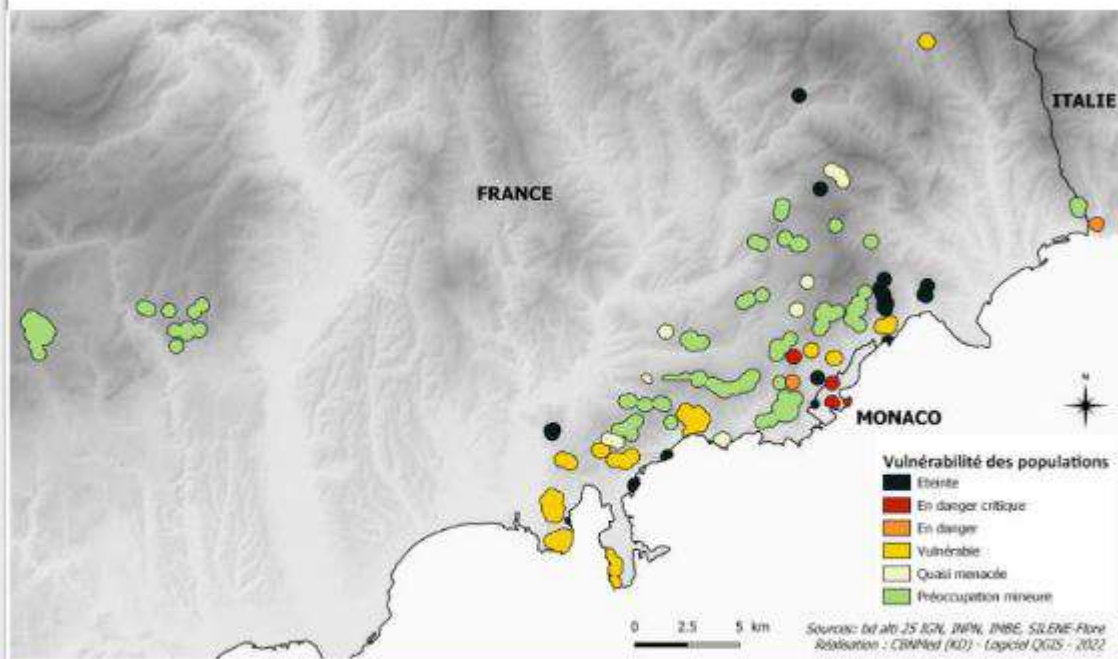 ITALIE
FRANCE
N
MONACO
Vulnérabilité des populations
Eteinte
En danger critique
En danger
Vulnérable
Quasi menacée
Préoccupation mineure
0 2.5 5 km
Sources: bd alti 25 IGN, INPN, IMBE, SILENE-Flore
Réalisation : CBNMed (KD) - Logiciel QGIS - 2022